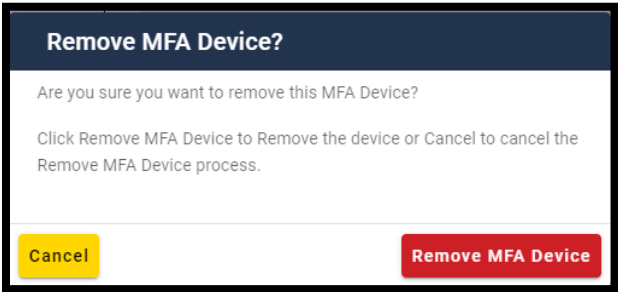 Remove MFA Device?
Are you sure you want to remove this MFA Device?
Click Remove MFA Device to Remove the device or Cancel to cancel the
Remove MFA Device process.
Cancel
Remove MFA Device